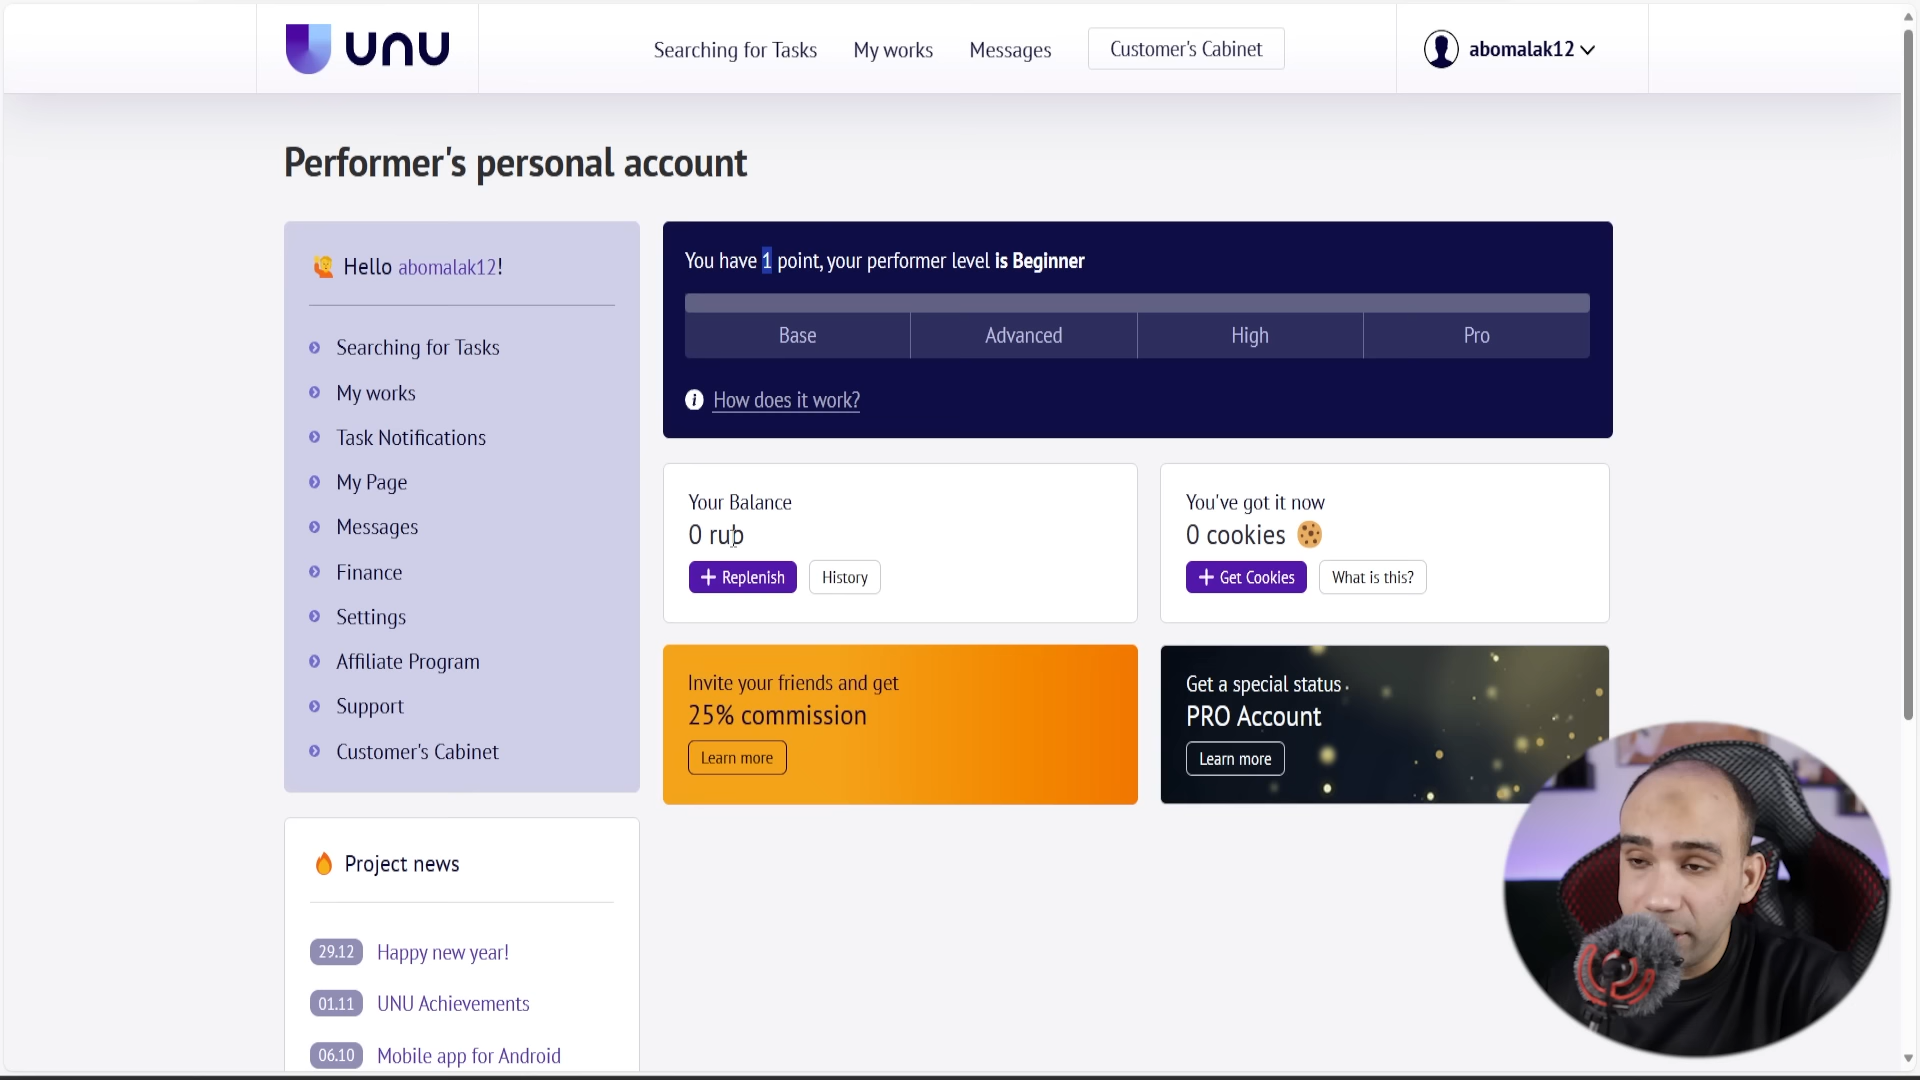 unu
Searching for Tasks
My works
Messages
Customer's Cabinet
abomalak12
Performer's personal account
Hello abomalak12!
Searching for Tasks
My works
Task Notifications
My Page
Messages
Finance
Settings
Affiliate Program
Support
Customer's Cabinet
Project news
29.12 Happy new year!
01.11 UNU Achievements
06.10 Mobile app for Android
You have 1 point, your performer level is Beginner
Base
Advanced
High
Pro
How does it work?
Your Balance
0 rub
+ Replenish
History
You've got it now
0 cookies
+ Get Cookies
What is this?
Invite your friends and get
25% commission
Learn more
Get a special status
PRO Account
Learn more